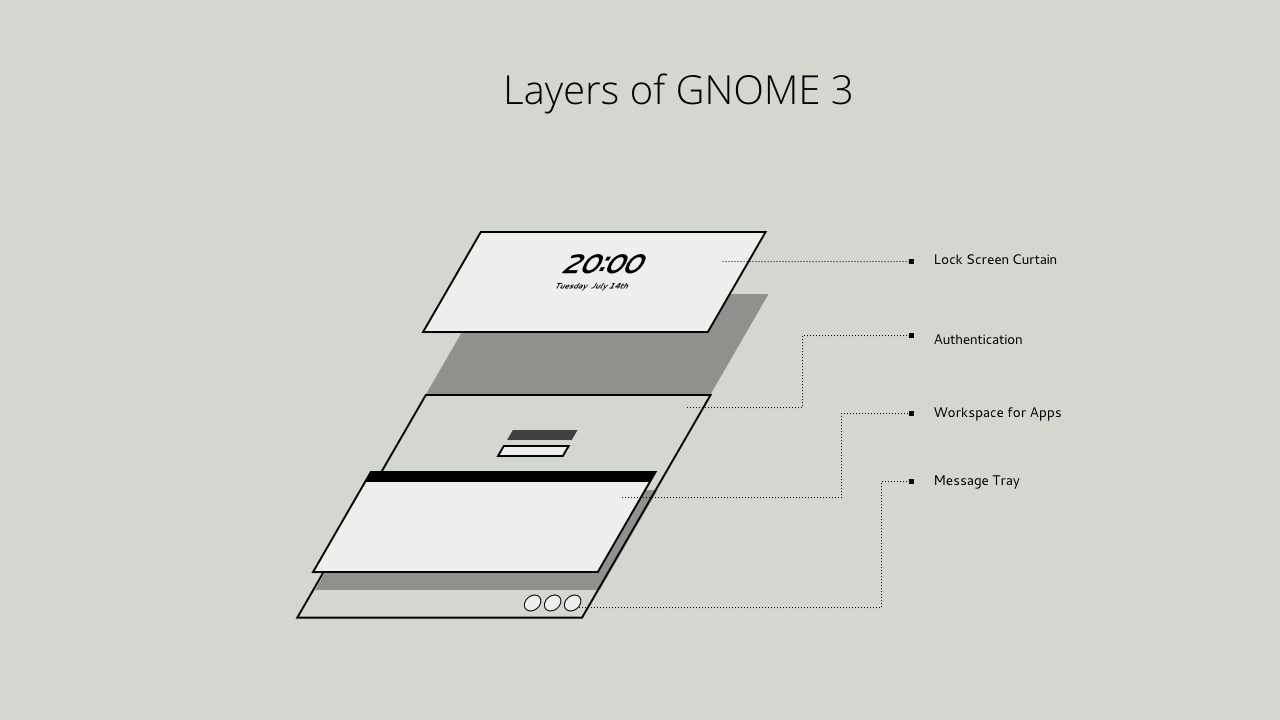 Layers of GNOME 3
20:00
Tuesday July 14th
Lock Screen Curtain
Authentication
Workspace for Apps
Message Tray